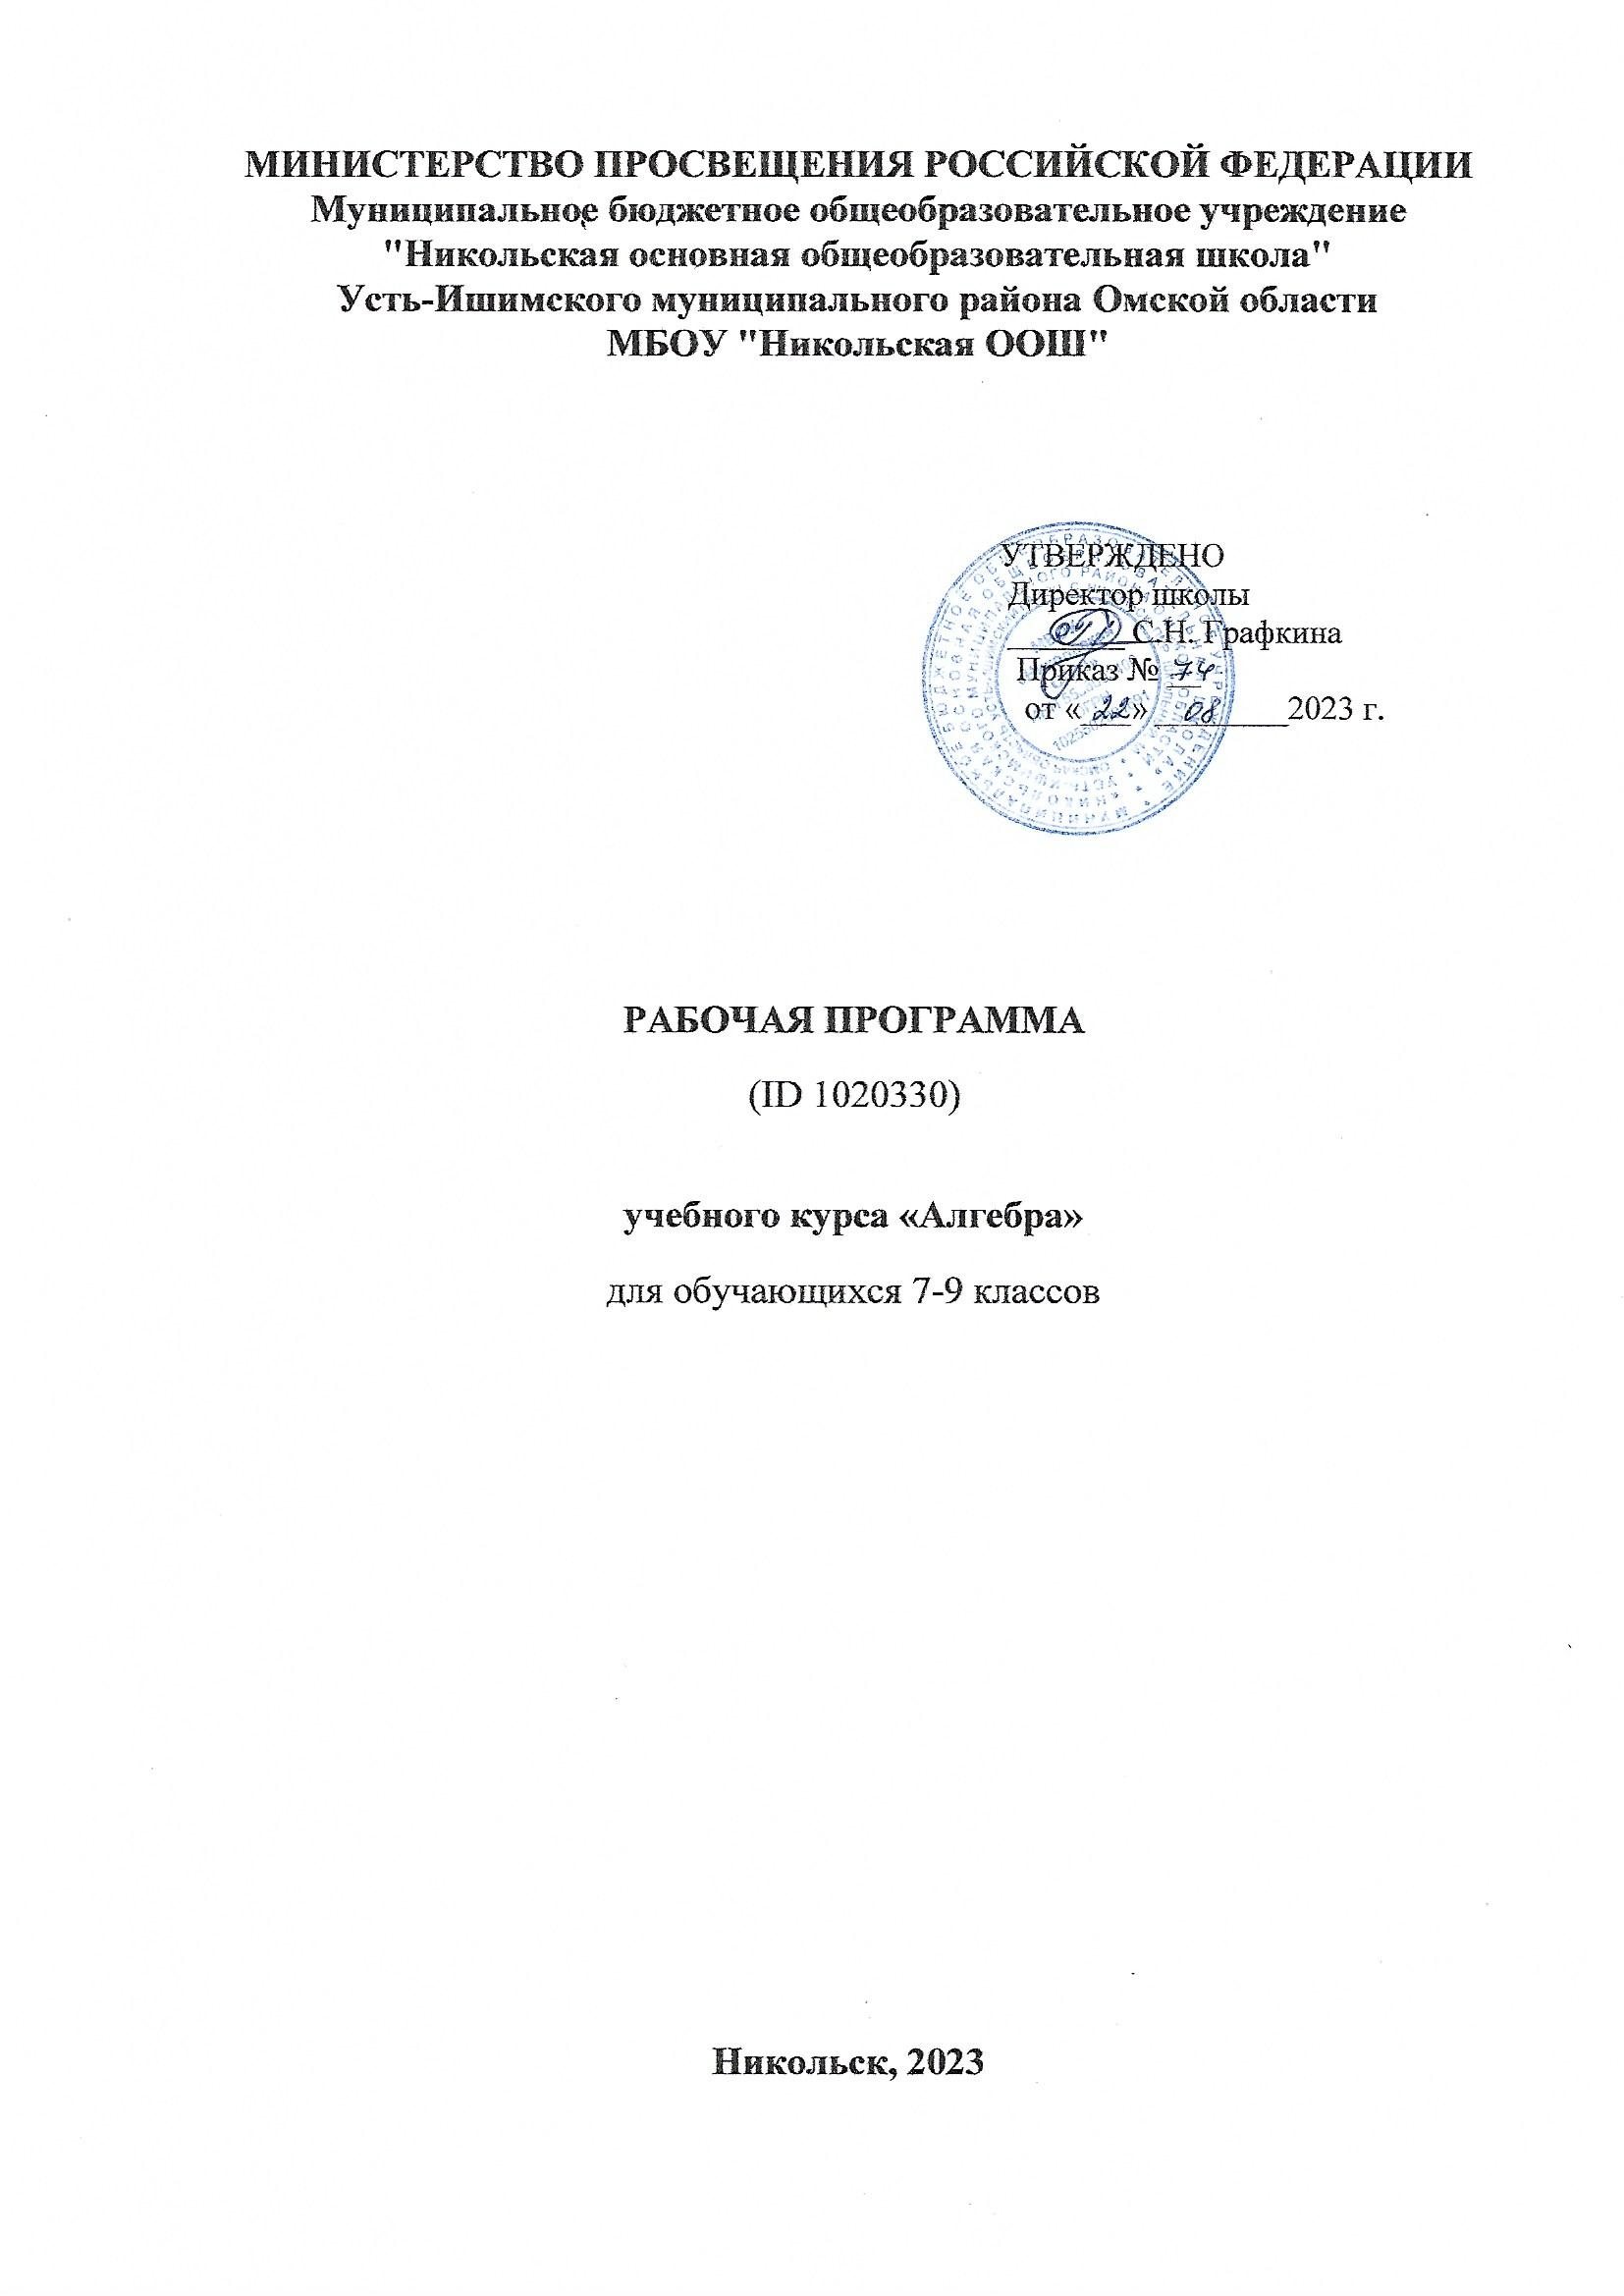 МИНИСТЕРСТВО ПРОСВЕЩЕНИЯ РОССИЙСКОЙ ФЕДЕРАЦИИ
Муниципальное бюджетное общеобразовательное учреждение
"Никольская основная общеобразовательная школа"
Усть-Ишимского муниципального района Омской области
МБОУ "Никольская ООШ"
УТВЕРЖДЕНО
Директор школы
С.Н. Графкина
Приказ № 74
от «22» 08 2023 г.
РАБОЧАЯ ПРОГРАММА
(ID 1020330)
учебного курса «Алгебра»
для обучающихся 7-9 классов
Никольск, 2023